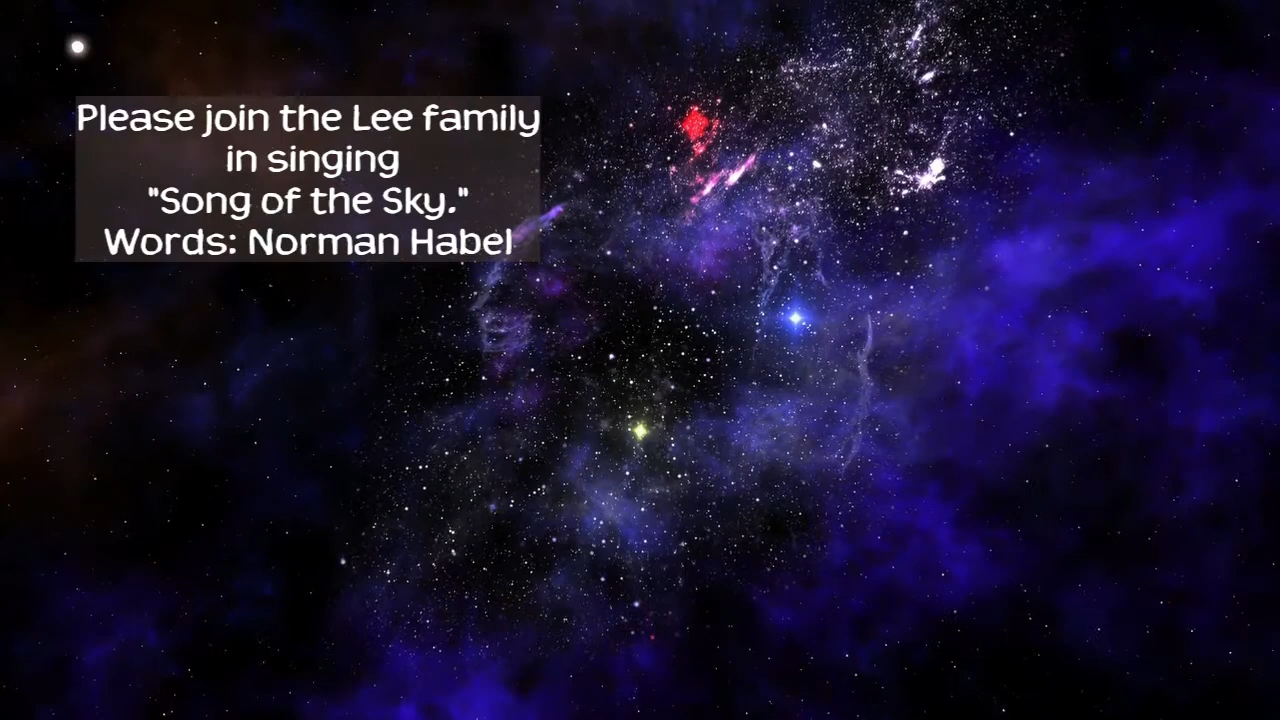 Please join the Lee family
in singing
"Song of the Sky."
Words: Norman Habel